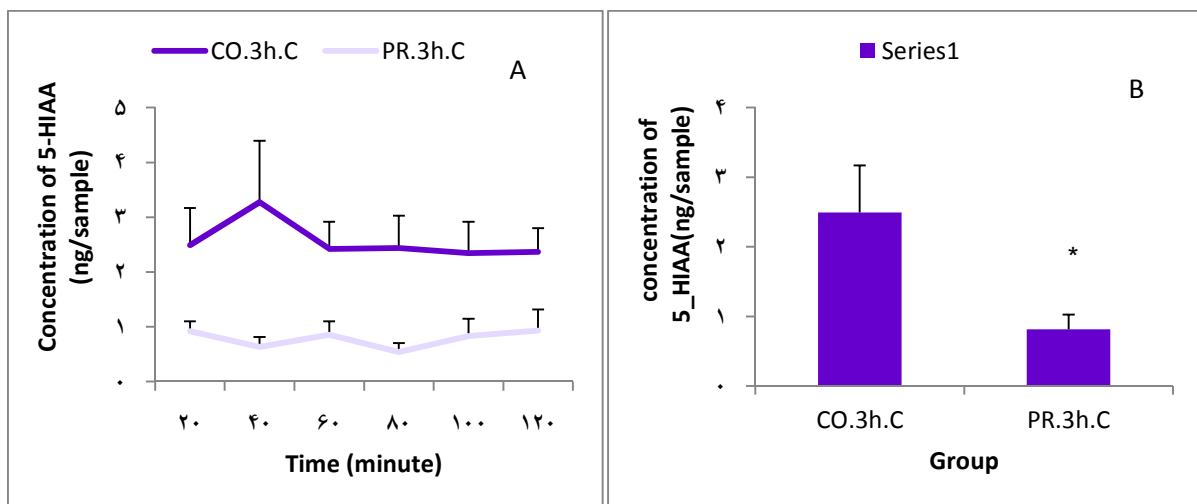 CO.3h.C
PR.3h.C
A
Concentration of 5-HIAA
(ng/sample)
۵
۴
۳
۲
۱
۰
۲۰
۴۰
۶۰
۸۰
۱۰۰
۱۲۰
Time (minute)
Series1
B
concentration of
5_HIAA(ng/sample)
۴
۳
۲
۱
۰
*
CO.3h.C
PR.3h.C
Group